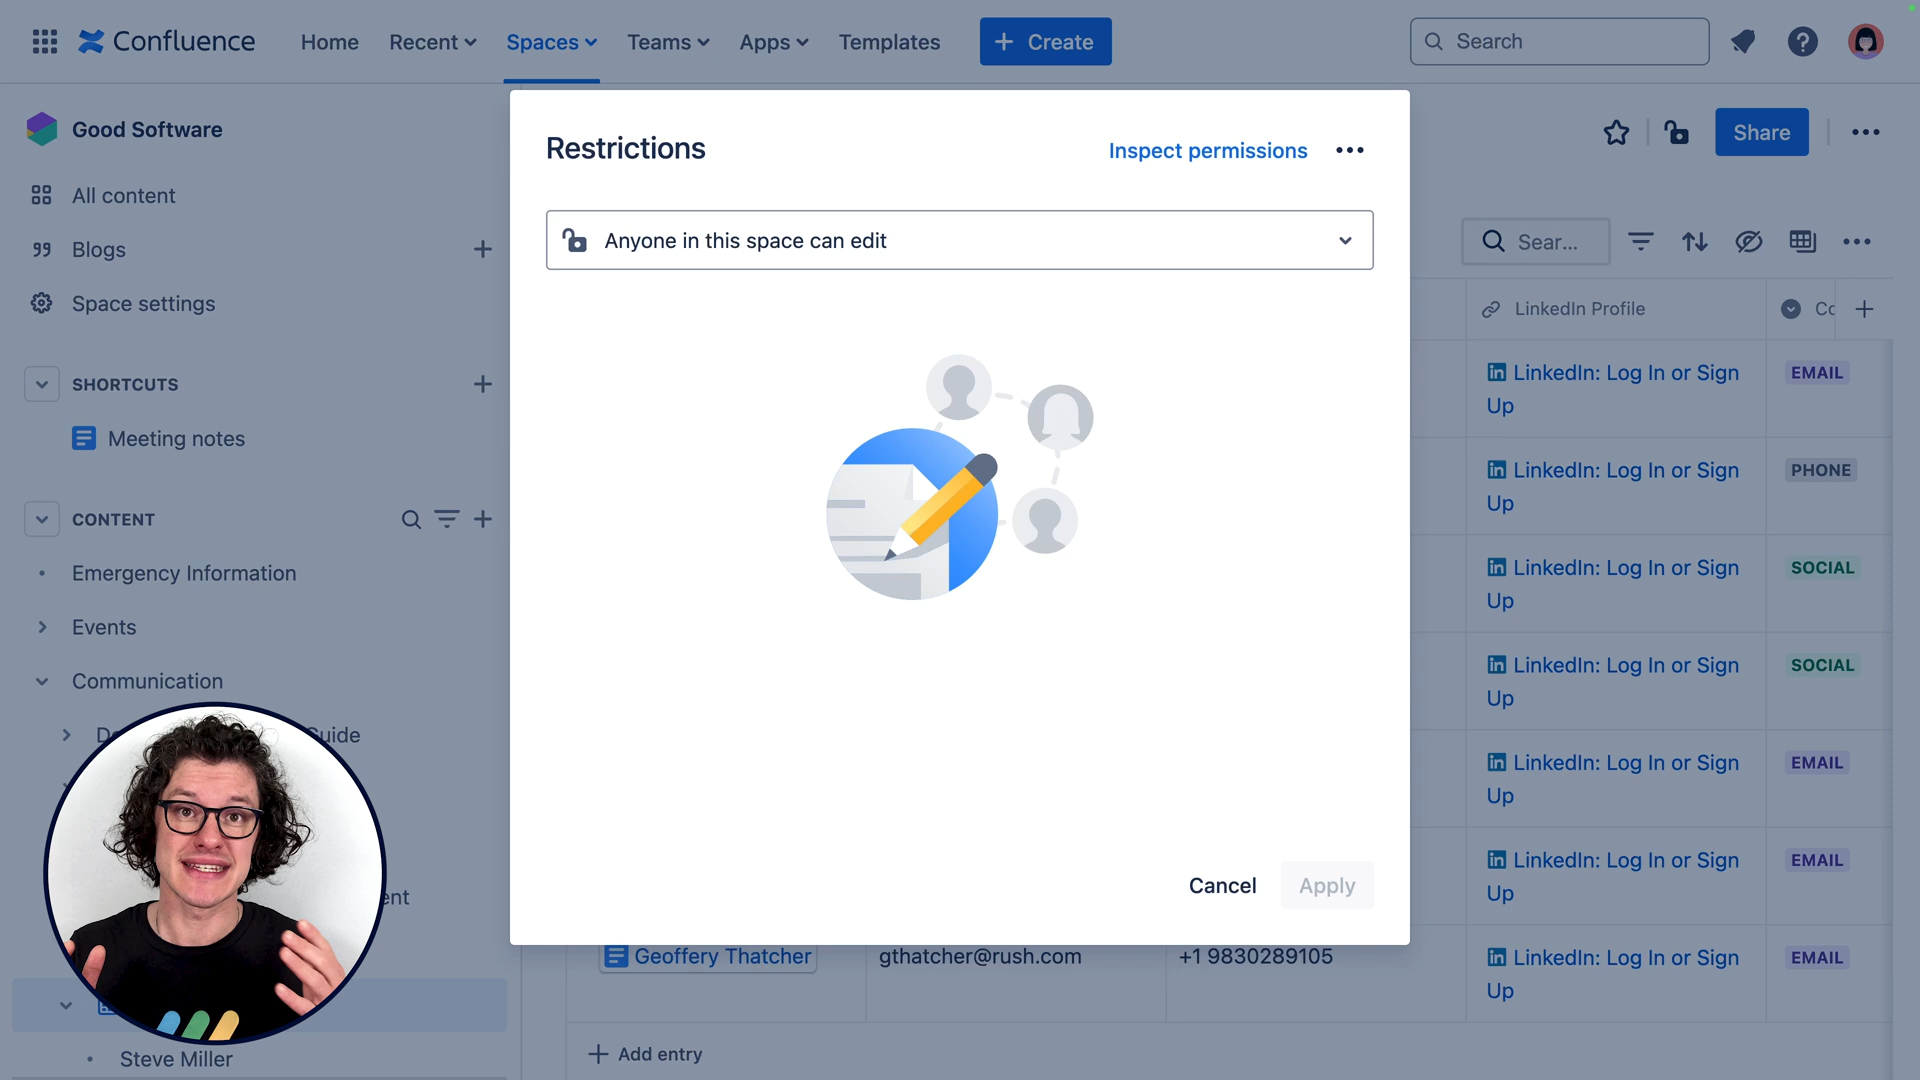 Confluence
Home
Recent
Spaces
Teams
Apps
Templates
Create
Search
Good Software
All content
Blogs
Space settings
SHORTCUTS
Meeting notes
CONTENT
Emergency Information
Events
Communication
Guide
Steve Miller
Restrictions
Inspect permissions
Anyone in this space can edit
Cancel
Apply
Share
Sear...
LinkedIn Profile
LinkedIn: Log In or Sign
Up
EMAIL
LinkedIn: Log In or Sign
Up
PHONE
LinkedIn: Log In or Sign
Up
SOCIAL
LinkedIn: Log In or Sign
Up
SOCIAL
LinkedIn: Log In or Sign
Up
EMAIL
LinkedIn: Log In or Sign
Up
EMAIL
Geoffery Thatcher
gthatcher@rush.com
+1 9830289105
LinkedIn: Log In or Sign
Up
EMAIL
Add entry